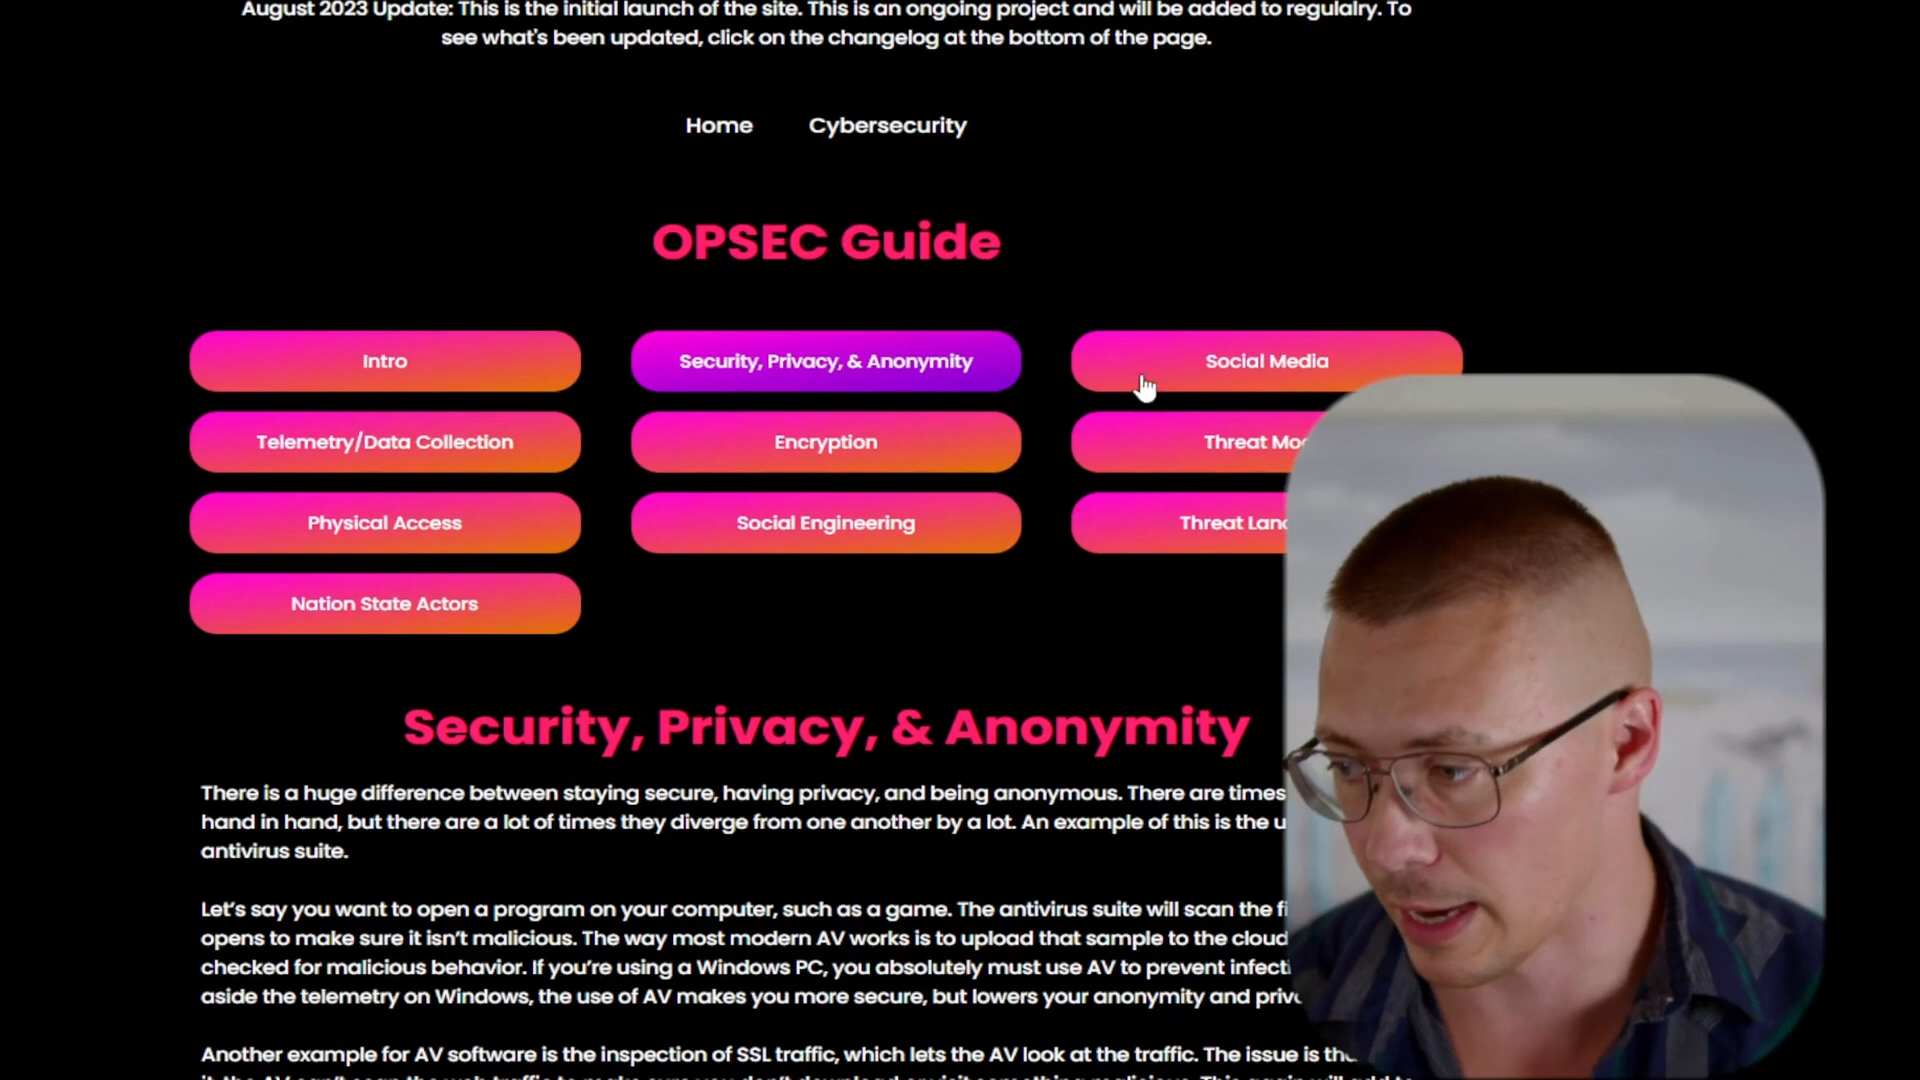 August 2023 Update: This is the initial launch of the site. This is an ongoing project and will be added to regulalry. To
see what's been updated, click on the changelog at the bottom of the page.
Home Cybersecurity
OPSEC Guide
Intro Security, Privacy, & Anonymity Social Media
Telemetry/Data Collection Encryption Threat
Physical Access Social Engineering Threat
Nation State Actors
Security, Privacy, & Anonymity
There is a huge difference between staying secure, having privacy, and being anonymous. There are times
hand in hand, but there are a lot of times they diverge from one another by a lot. An example of this is the
antivirus suite.
Let's say you want to open a program on your computer, such as a game. The antivirus suite will scan the
opens to make sure it isn't malicious. The way most modern AV works is to upload that sample to the cloud
checked for malicious behavior. If you're using a Windows PC, you absolutely must use AV to prevent
aside the telemetry on Windows, the use of AV makes you more secure, but lowers your anonymity and
Another example for AV software is the inspection of SSL traffic, which lets the AV look at the traffic. The issue is